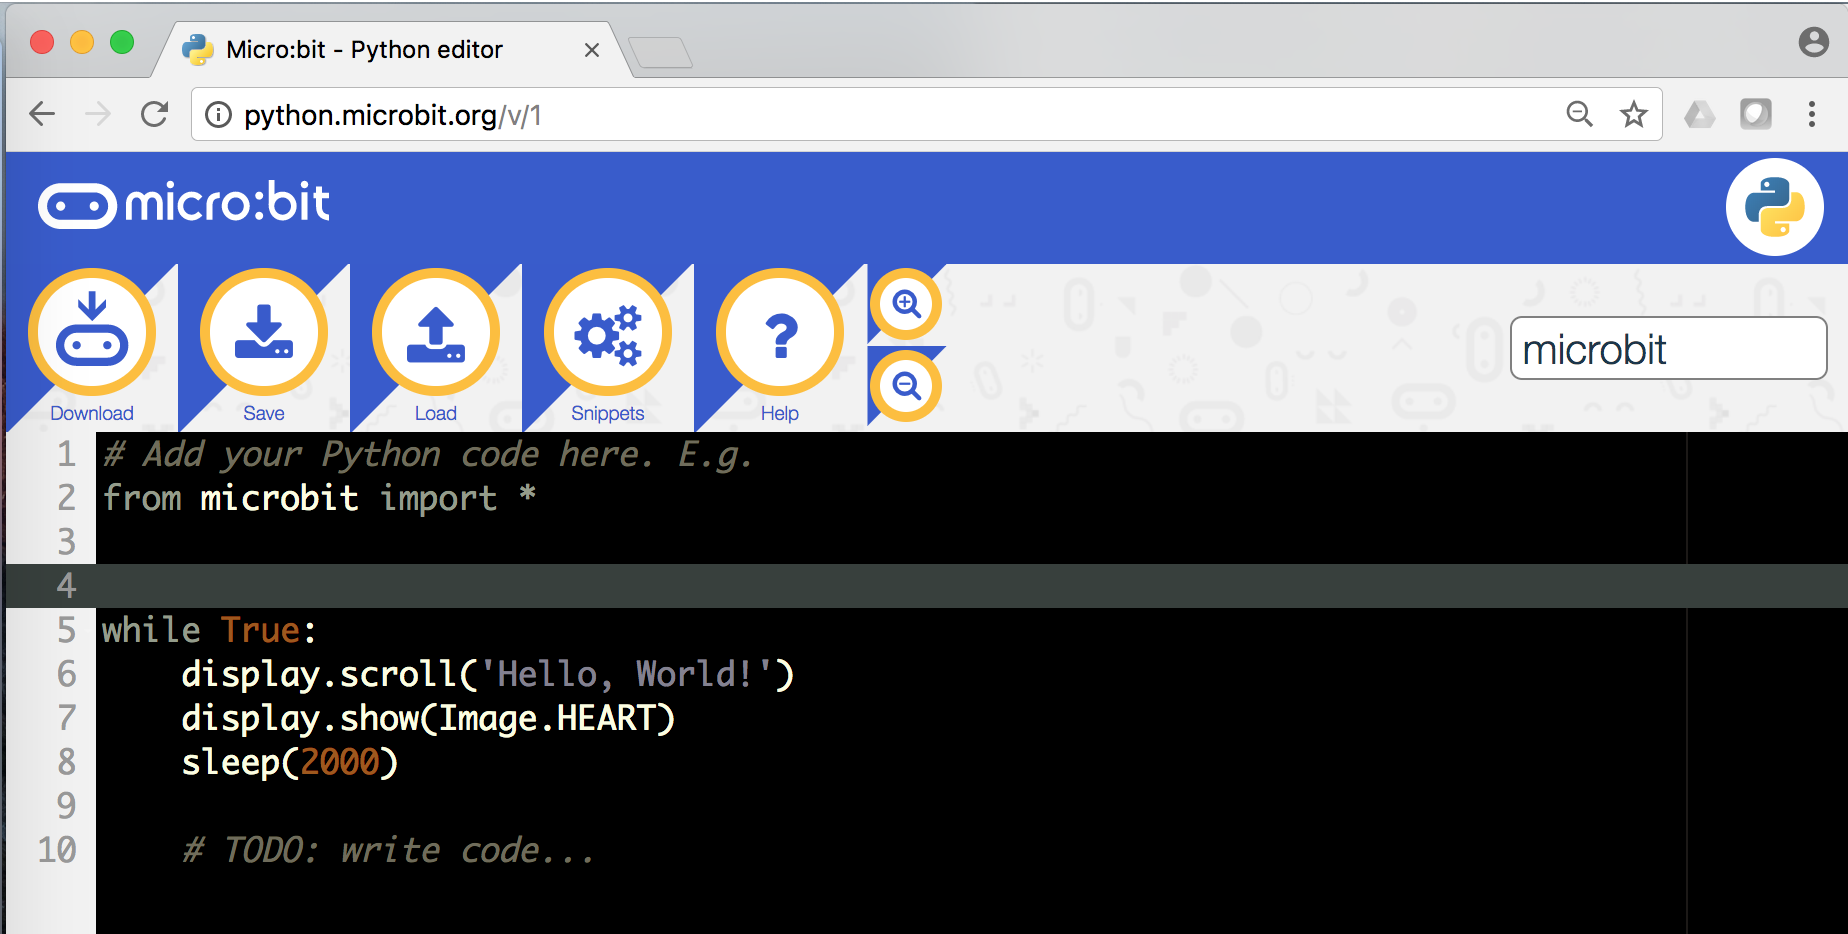 Micro:bit - Python editor
python.microbit.org/v/1
micro:bit
Download Save Load Snippets ? Help
microbit
1 # Add your Python code here. E.g.
2 from microbit import *
3
4
5 while True:
6 display.scroll('Hello, World!')
7 display.show(Image.HEART)
8 sleep(2000)
9
10 # TODO: write code...